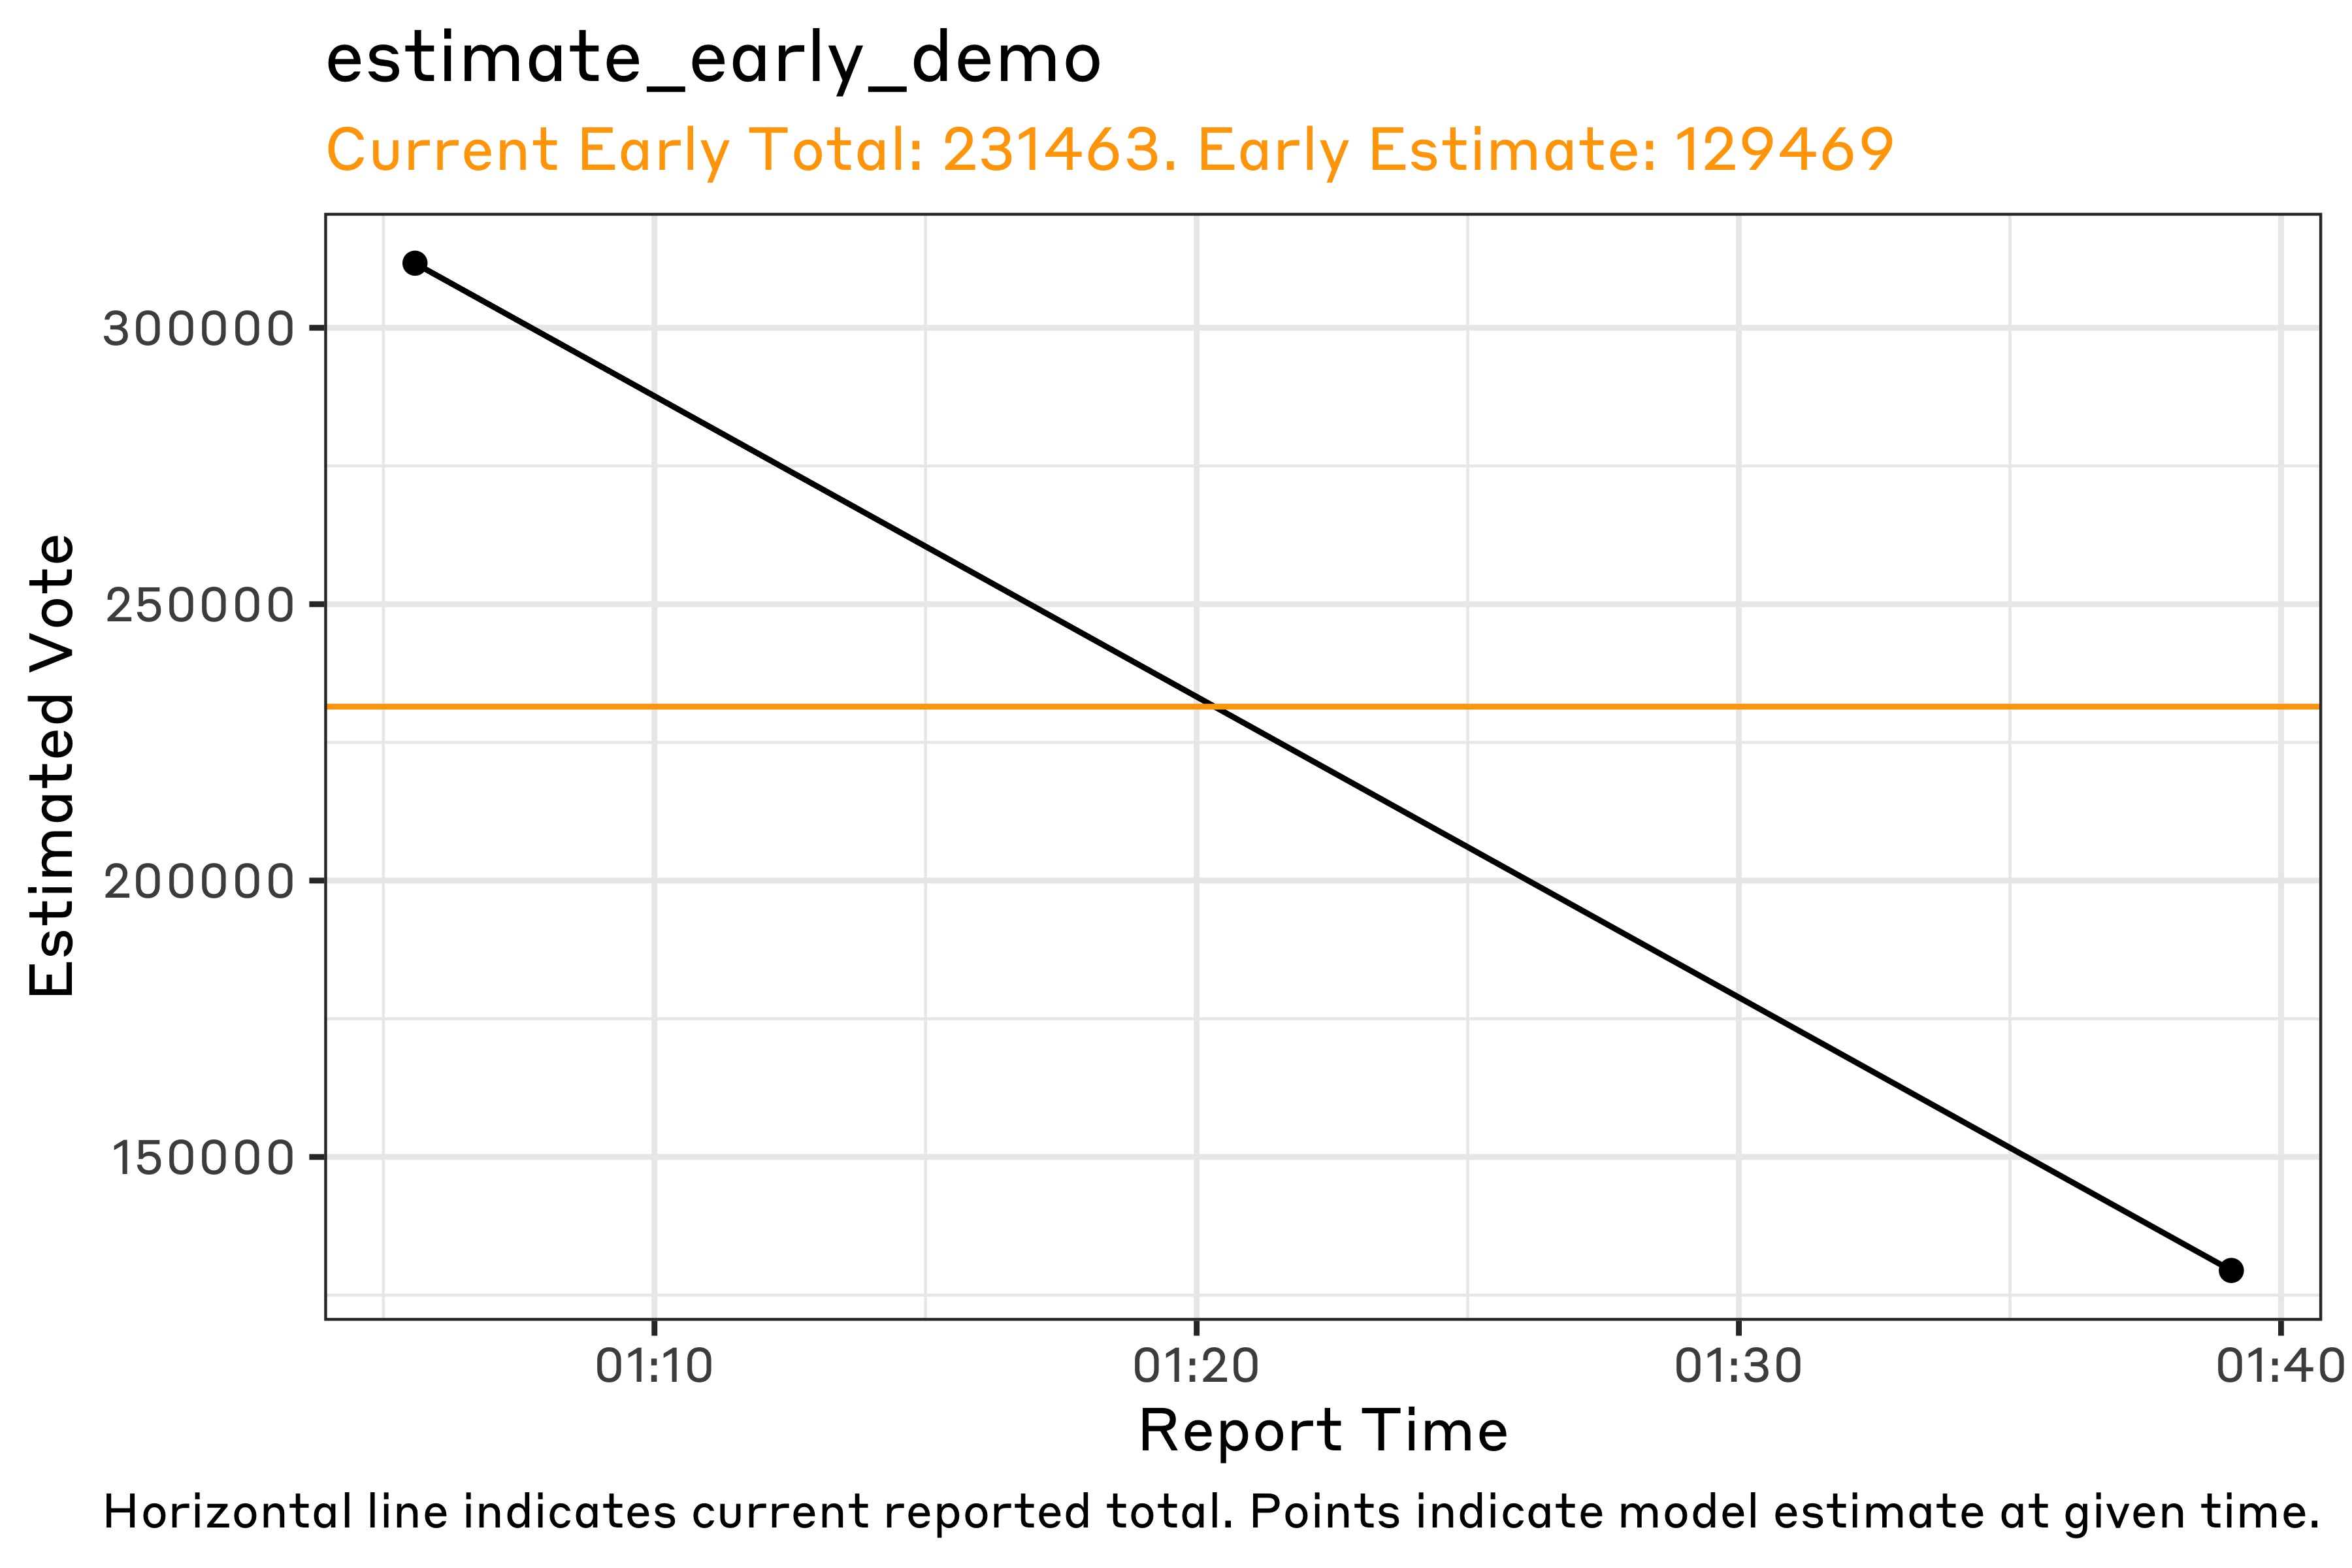 estimate_early_demo
Current Early Total: 231463. Early Estimate: 129469
Estimated Vote
300000
250000
200000
150000
01:10
01:20
01:30
01:40
Report Time
Horizontal line indicates current reported total. Points indicate model estimate at given time.